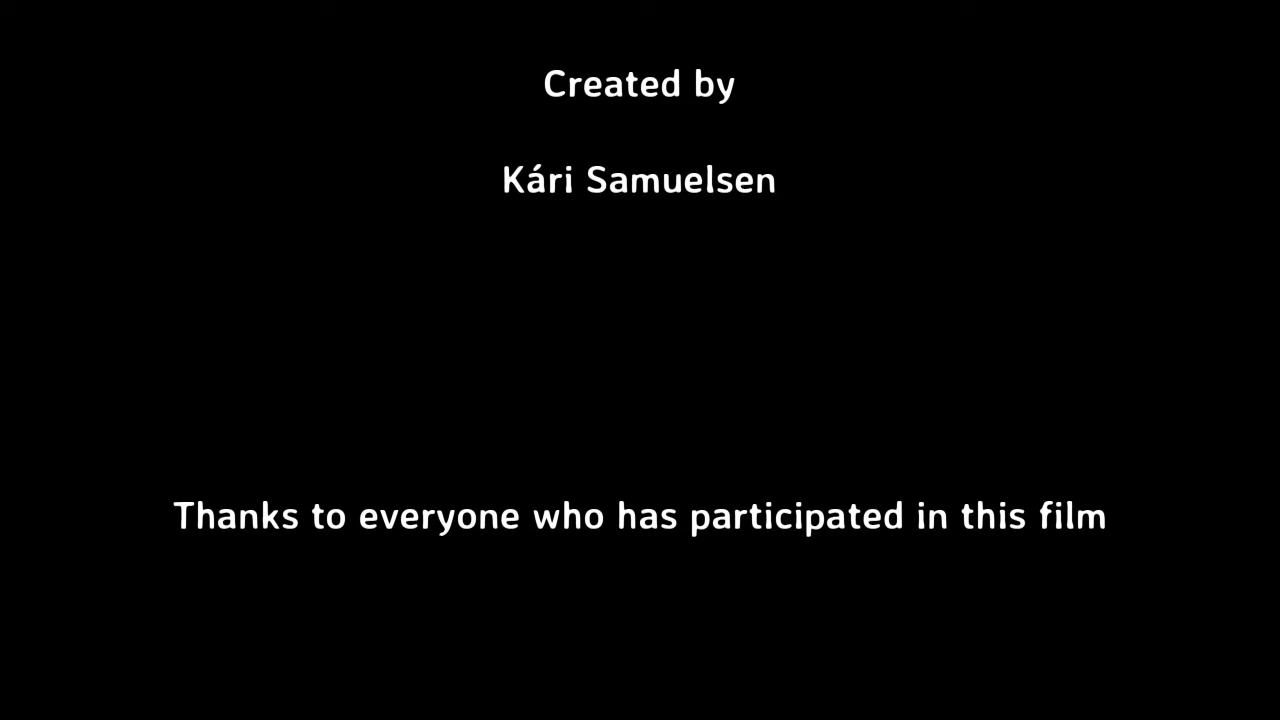 Created by
Kári Samuelsen
Thanks to everyone who has participated in this film